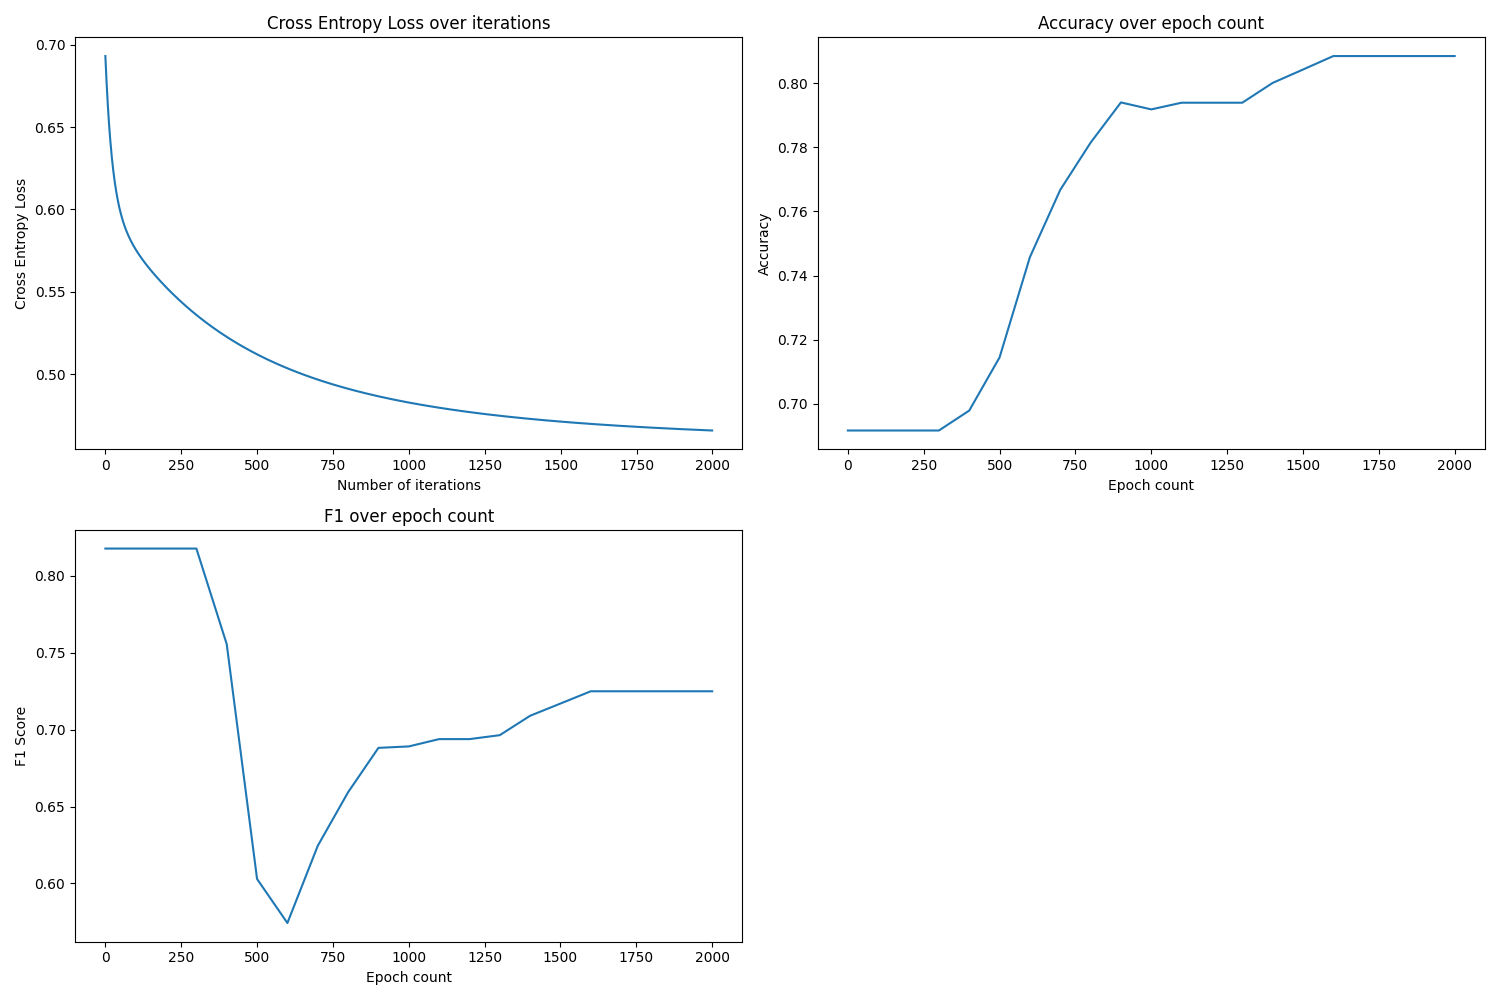 Cross Entropy Loss over iterations
0.70
0.65
0.60
0.55
0.50
Cross Entropy Loss
0 250 500 750 1000 1250 1500 1750 2000
Number of iterations
Accuracy over epoch count
0.80
0.78
0.76
0.74
0.72
0.70
Accuracy
0 250 500 750 1000 1250 1500 1750 2000
Epoch count
F1 over epoch count
0.80
0.75
0.70
0.65
0.60
F1 Score
0 250 500 750 1000 1250 1500 1750 2000
Epoch count